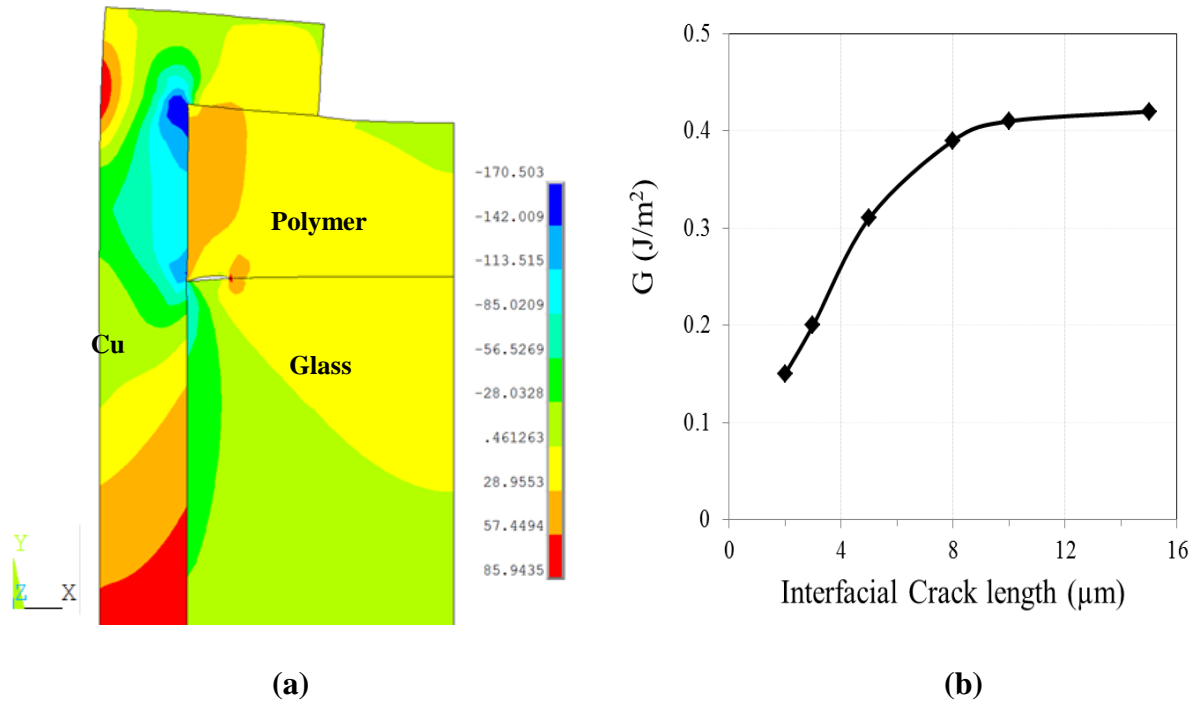 Polymer
Cu
Glass
-170.503
-142.009
-113.515
-85.0209
-56.5269
-28.0328
.461263
28.9553
57.4494
85.9435
Y
Z X
(a)
0.5
0.4
0.3
0.2
0.1
0
G (J/m²)
0 4 8 12 16
Interfacial Crack length (µm)
(b)